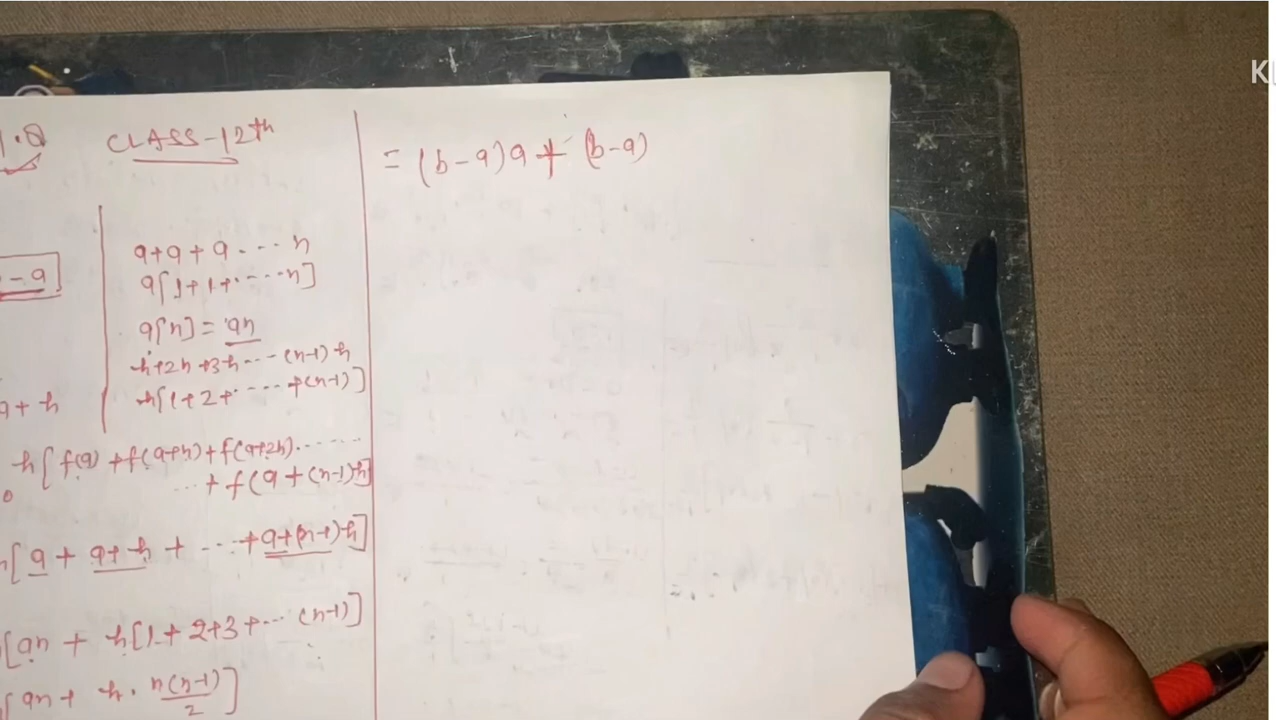 CLASS-12th
= (b-a)a + (b-a)
-a]
a+a+a....n
a[1+1+.....n]
a[n] = an
h+2h+3h....(n-1)h
h[1+2+.....+(n-1)]
a+h
h[f(a)+f(a+h)+f(a+2h).......
...+f(a+(n-1)h]
[a+a+h+...+a+(n-1)h]
[an+h[1+2+3+...(n-1)]
[an+h.n(n-1)/2]